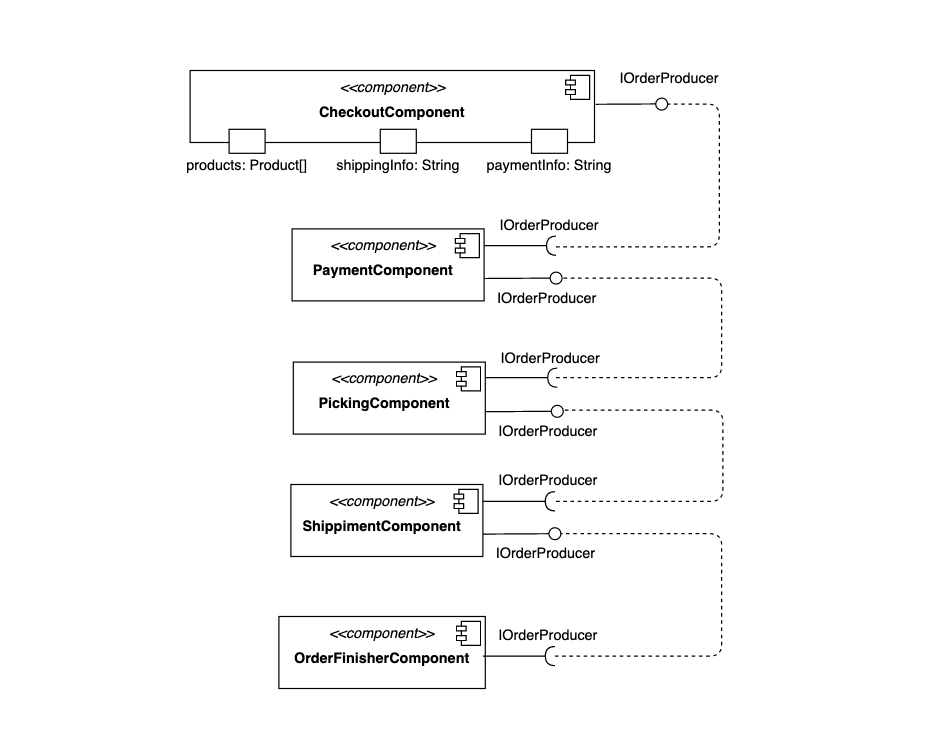 IOrderProducer
<<component>>
CheckoutComponent
products: Product[]
shippingInfo: String
paymentInfo: String
IOrderProducer
<<component>>
PaymentComponent
IOrderProducer
IOrderProducer
<<component>>
PickingComponent
IOrderProducer
IOrderProducer
<<component>>
ShippimentComponent
IOrderProducer
<<component>>
IOrderProducer
OrderFinisherComponent